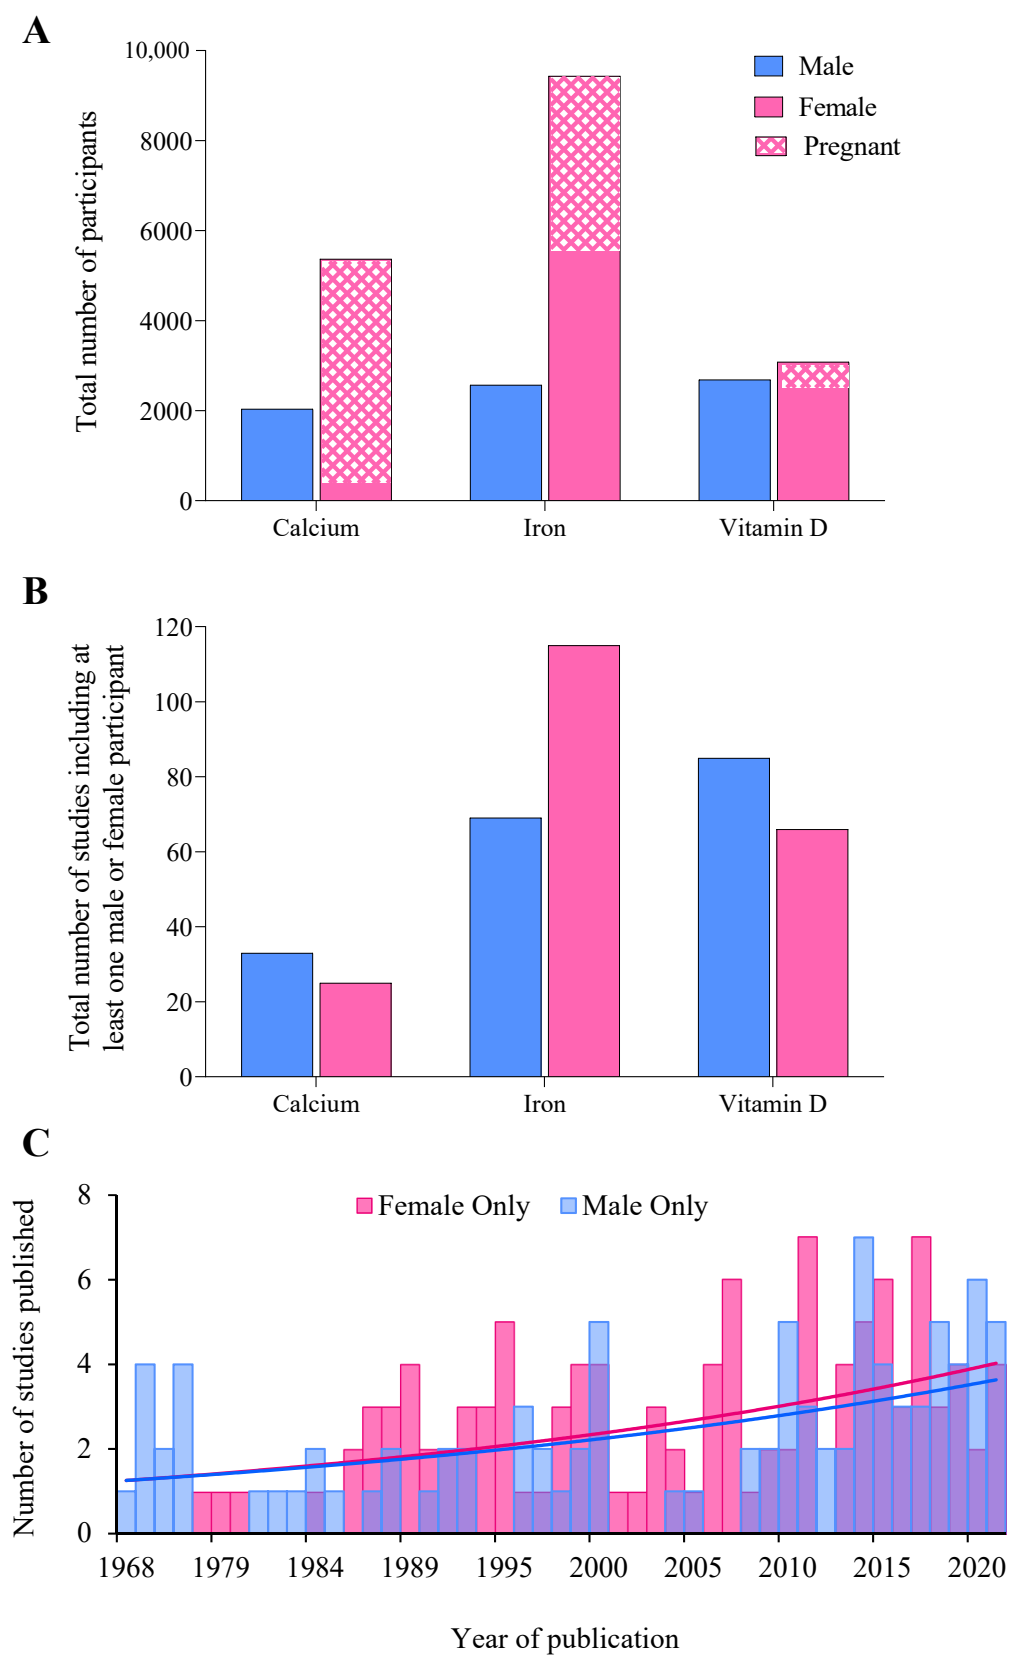 A
10,000
8000
6000
4000
2000
0
Total number of participants
Male
Female
Pregnant
Calcium
Iron
Vitamin D
B
120
100
80
60
40
20
0
Total number of studies including at
least one male or female participant
Calcium
Iron
Vitamin D
C
8
6
4
2
0
Number of studies published
Female Only
Male Only
1968 1979 1984 1989 1995 2000 2005 2010 2015 2020
Year of publication